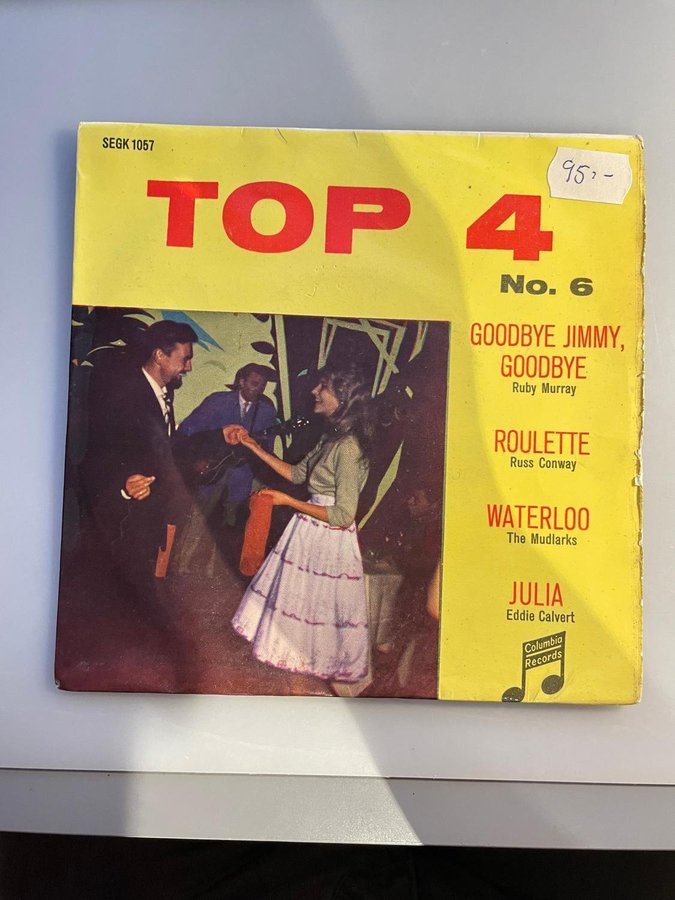 SEGK 1057
95,-
TOP 4
No. 6
GOODBYE JIMMY,
GOODBYE
Ruby Murray
ROULETTE
Russ Conway
WATERLOO
The Mudlarks
JULIA
Eddie Calvert
Columbia
Records